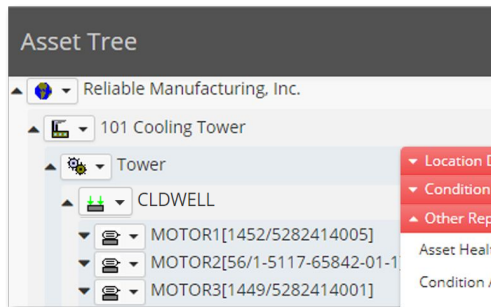 Asset Tree
Reliable Manufacturing, Inc.
101 Cooling Tower
Tower
CLDWELL
MOTOR1[1452/5282414005]
MOTOR2[56/1-5117-65842-01-1
MOTOR3[1449/5282414001]
Location
Condition
Other Rep
Asset Heal
Condition